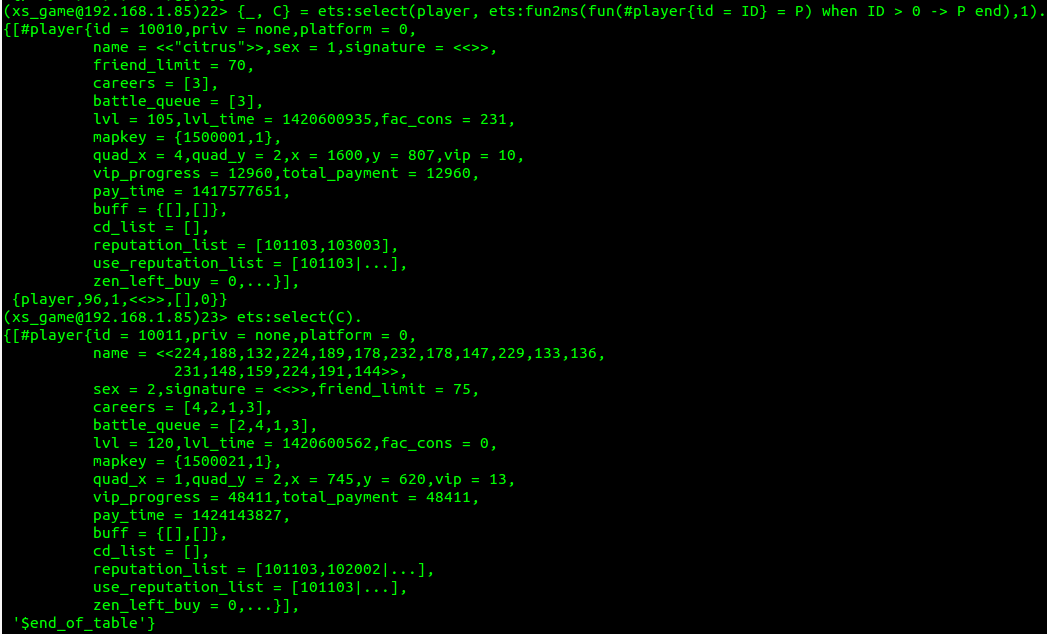 (xs_game@192.168.1.85)22> {_, C} = ets:select(player, ets:fun2ms(fun(#player{id = ID} = P) when ID > 0 -> P end),1).
{[#player{id = 10010,priv = none,platform = 0,
name = <<"citrus">>,sex = 1,signature = <<>>,
friend_limit = 70,
careers = [3],
battle_queue = [3],
lvl = 105,lvl_time = 1420600935,fac_cons = 231,
mapkey = {1500001,1},
quad_x = 4,quad_y = 2,x = 1600,y = 807,vip = 10,
vip_progress = 12960,total_payment = 12960,
pay_time = 1417577651,
buff = {[],[]},
cd_list = [],
reputation_list = [101103,103003],
use_reputation_list = [101103|...],
zen_left_buy = 0,...}],
{player,96,1,<<>>,[],0}}
(xs_game@192.168.1.85)23> ets:select(C).
{[#player{id = 10011,priv = none,platform = 0,
name = <<224,188,132,224,189,178,232,178,147,229,133,136,
231,148,159,224,191,144>>,
sex = 2,signature = <<>>,friend_limit = 75,
careers = [4,2,1,3],
battle_queue = [2,4,1,3],
lvl = 120,lvl_time = 1420600562,fac_cons = 0,
mapkey = {1500021,1},
quad_x = 1,quad_y = 2,x = 745,y = 620,vip = 13,
vip_progress = 48411,total_payment = 48411,
pay_time = 1424143827,
buff = {[],[]},
cd_list = [],
reputation_list = [101103,102002|...],
use_reputation_list = [101103|...],
zen_left_buy = 0,...}],
'$end_of_table'}